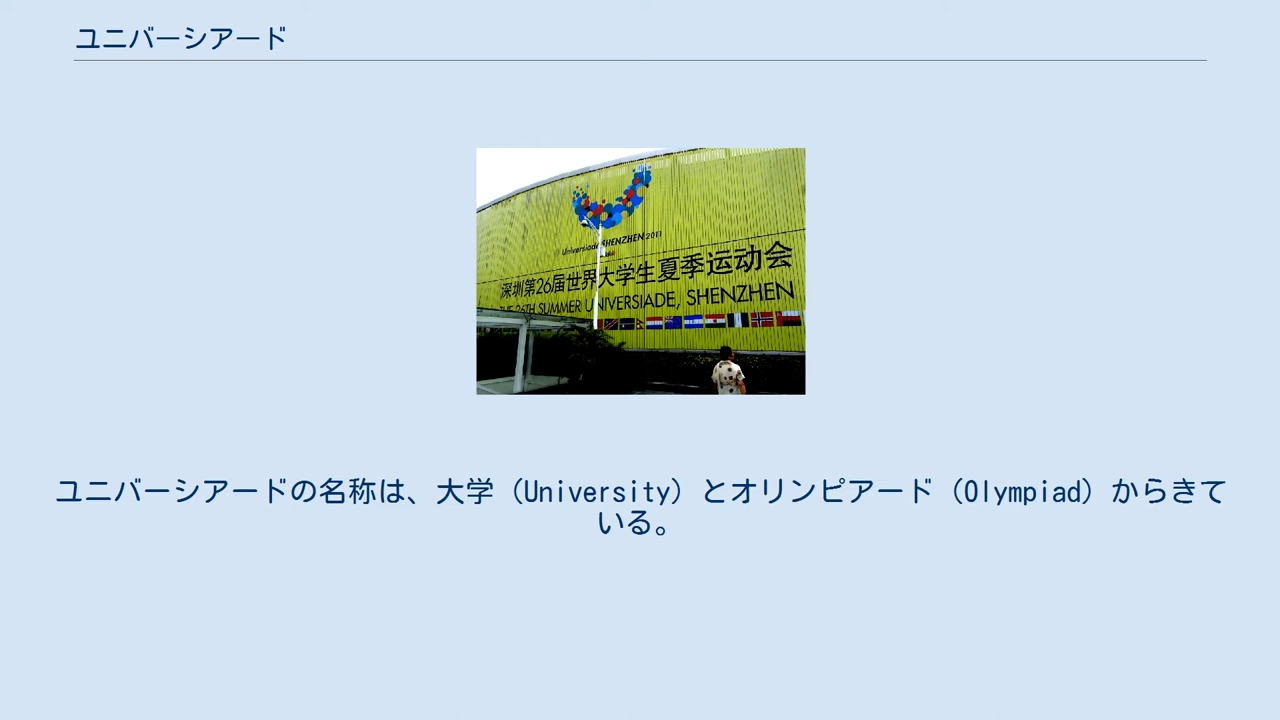 ユニバーシアード
Universiade SHENZHEN 2011
深圳第26届世界大学生夏季运动会
THE 26TH SUMMER UNIVERSIADE, SHENZHEN
ユニバーシアードの名称は、大学（University）とオリンピアード（Olympiad）からきて
いる。